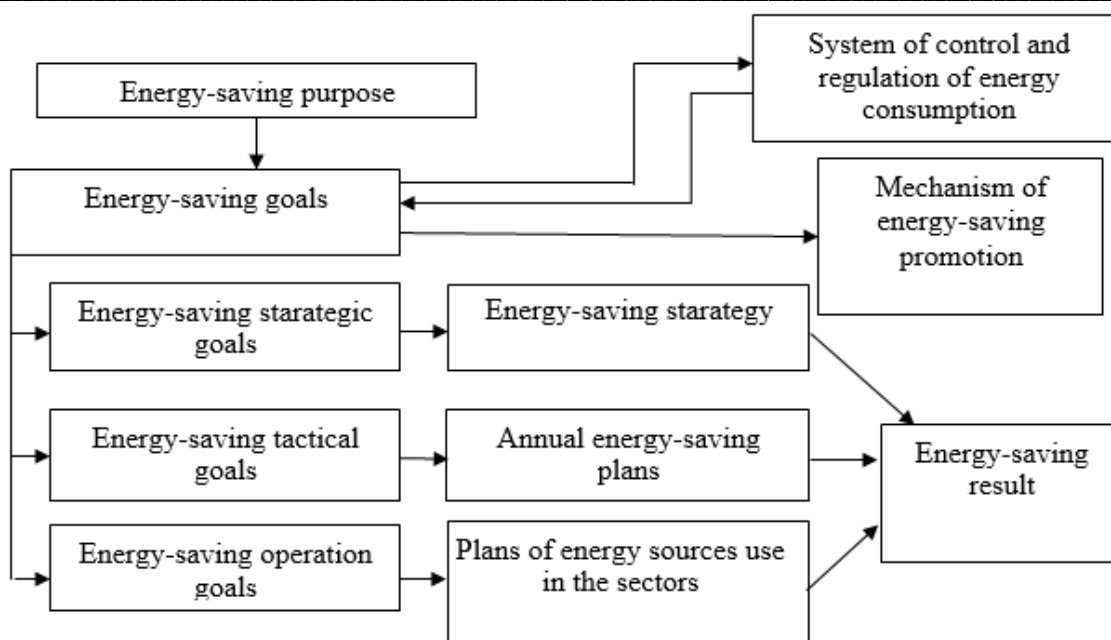 System of control and
regulation of energy
consumption
Energy-saving purpose
Energy-saving goals
Mechanism of
energy-saving
promotion
Energy-saving starategic
goals
Energy-saving starategy
Energy-saving tactical
goals
Annual energy-saving
plans
Energy-saving
result
Energy-saving operation
goals
Plans of energy sources use
in the sectors